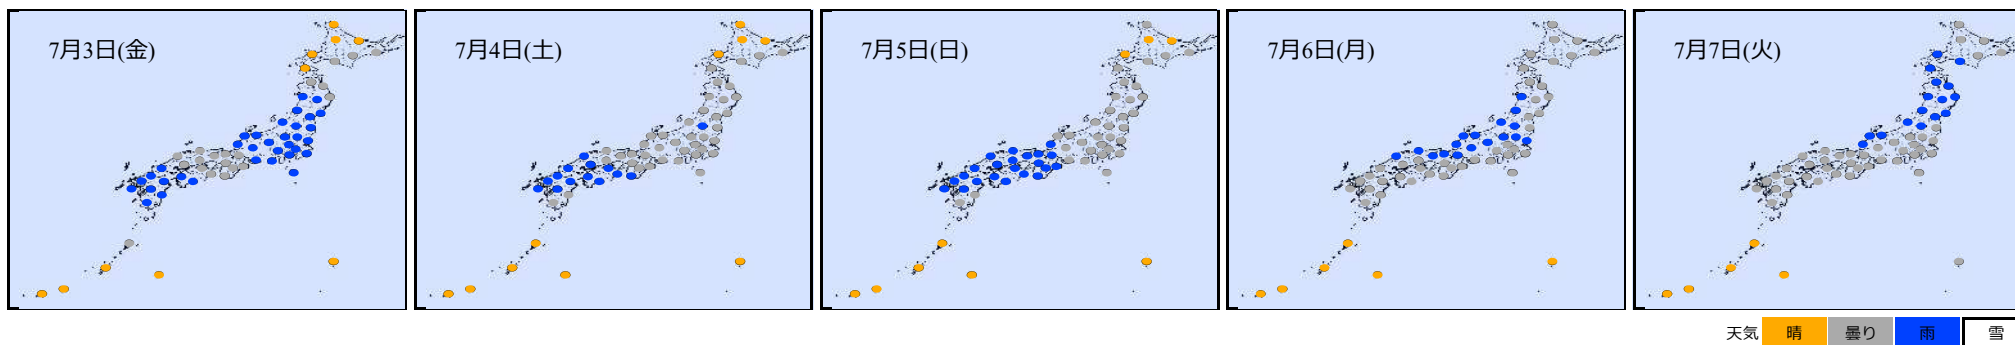 7月3日(金)
7月4日(土)
7月5日(日)
7月6日(月)
7月7日(火)
天気 晴 曇り 雨 雪